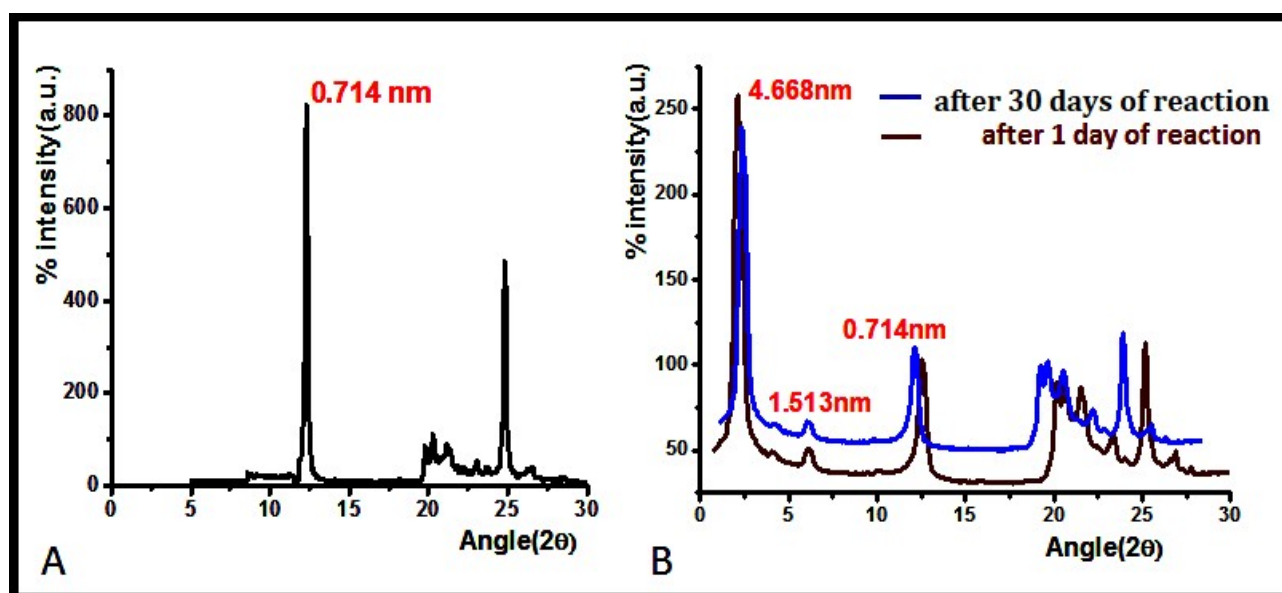 % intensity(a.u.)
800
600
400
200
0
0.714 nm
0
5
10
15
20
25
30
Angle(2θ)
A
% intensity(a.u.)
250
200
150
100
50
4.668nm
after 30 days of reaction
after 1 day of reaction
0.714nm
1.513nm
0
5
10
15
20
25
30
Angle(2θ)
B